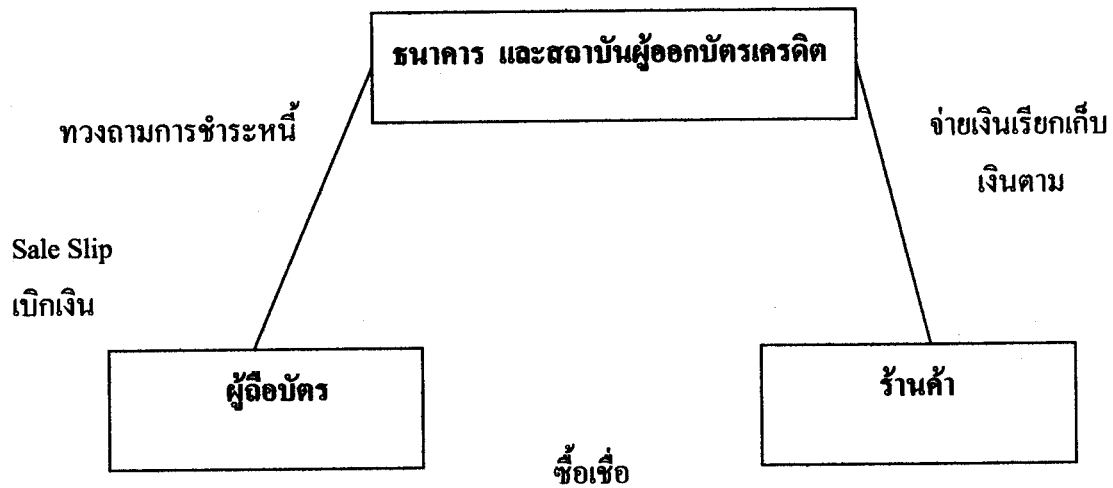 ธนาคาร และสถาบันผู้ออกบัตรเครดิต
ทวงถามการชำระหนี้
จ่ายเงินเรียกเก็บ
เงินตาม
Sale Slip
เบิกเงิน
ผู้ถือบัตร
ร้านค้า
ซื้อเชื่อ